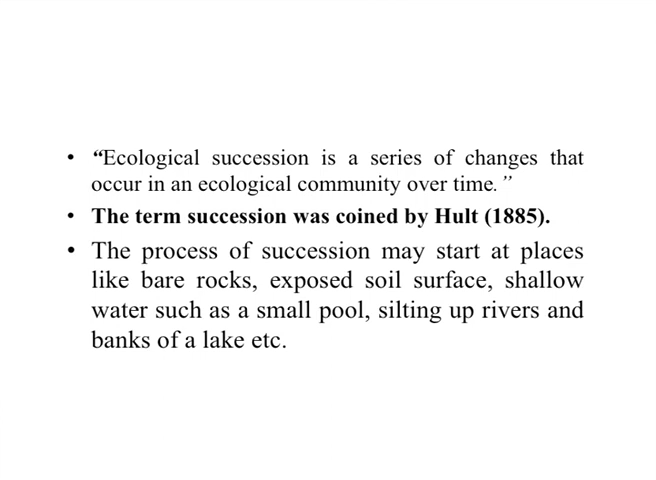 • “Ecological succession is a series of changes that
occur in an ecological community over time.”
• The term succession was coined by Hult (1885).
• The process of succession may start at places
like bare rocks, exposed soil surface, shallow
water such as a small pool, silting up rivers and
banks of a lake etc.